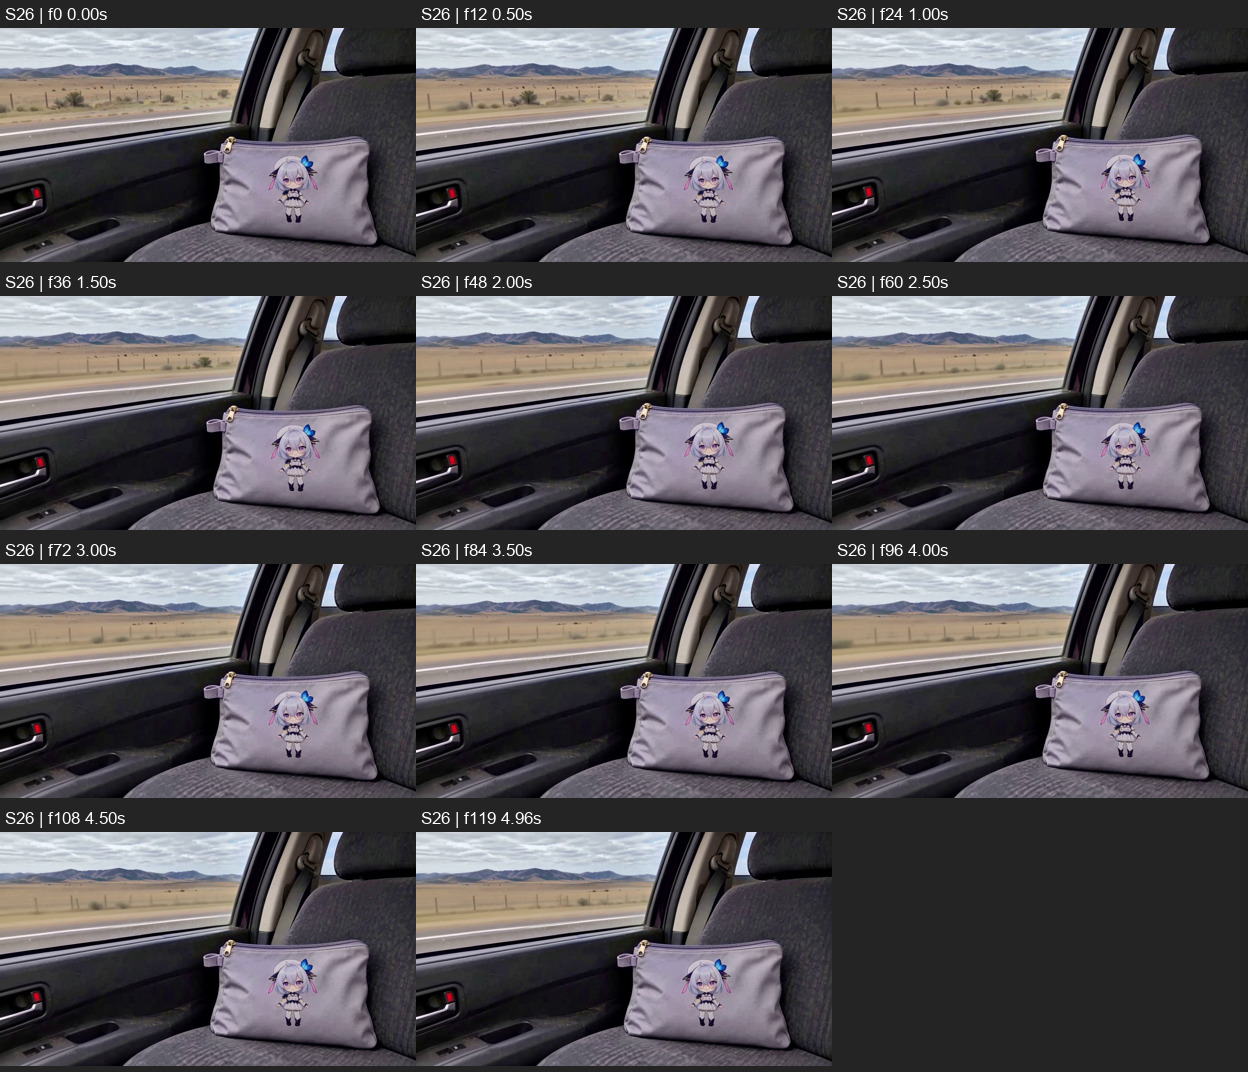 S26 | f0 0.00s
S26 | f12 0.50s
S26 | f24 1.00s
S26 | f36 1.50s
S26 | f48 2.00s
S26 | f60 2.50s
S26 | f72 3.00s
S26 | f84 3.50s
S26 | f96 4.00s
S26 | f108 4.50s
S26 | f119 4.96s